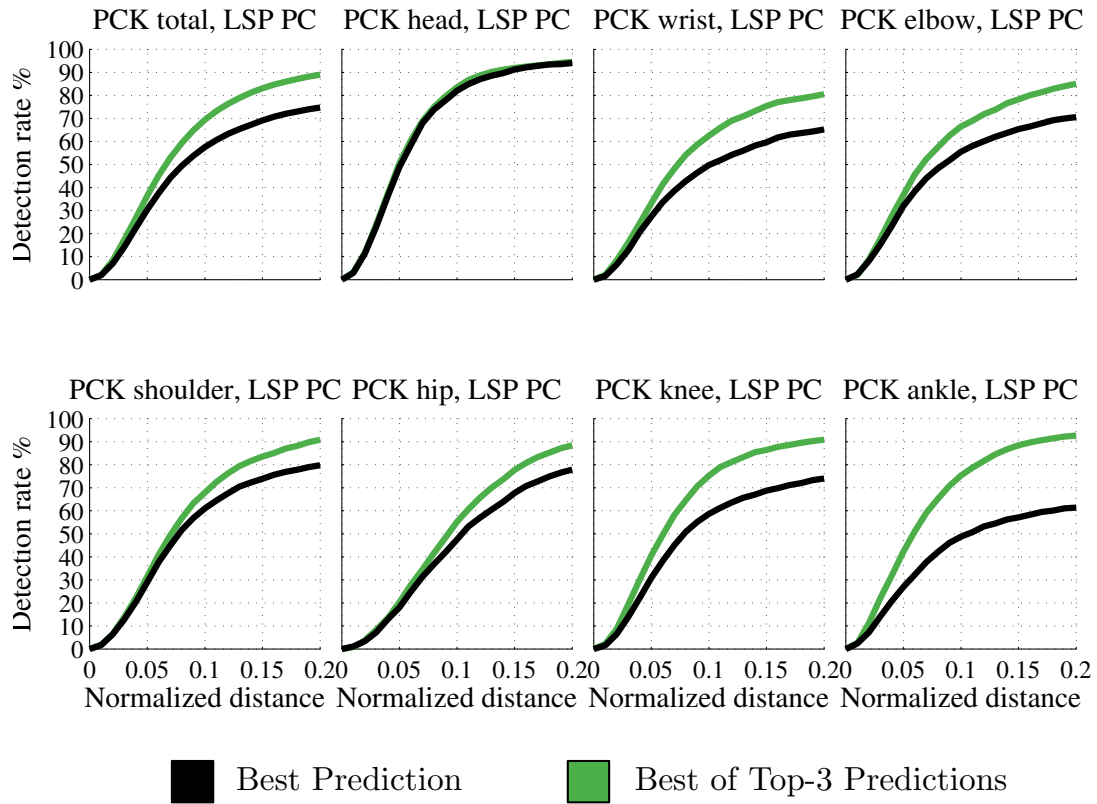 PCK total, LSP PC
PCK head, LSP PC
PCK wrist, LSP PC
PCK elbow, LSP PC
Detection rate %
100
90
80
70
60
50
40
30
20
10
0
PCK shoulder, LSP PC
PCK hip, LSP PC
PCK knee, LSP PC
PCK ankle, LSP PC
Detection rate %
100
90
80
70
60
50
40
30
20
10
0
0 0.05 0.1 0.15 0.2
0.05 0.1 0.15 0.2
0.05 0.1 0.15 0.2
0.05 0.1 0.15 0.2
Normalized distance
Normalized distance
Normalized distance
Normalized distance
Best Prediction
Best of Top-3 Predictions